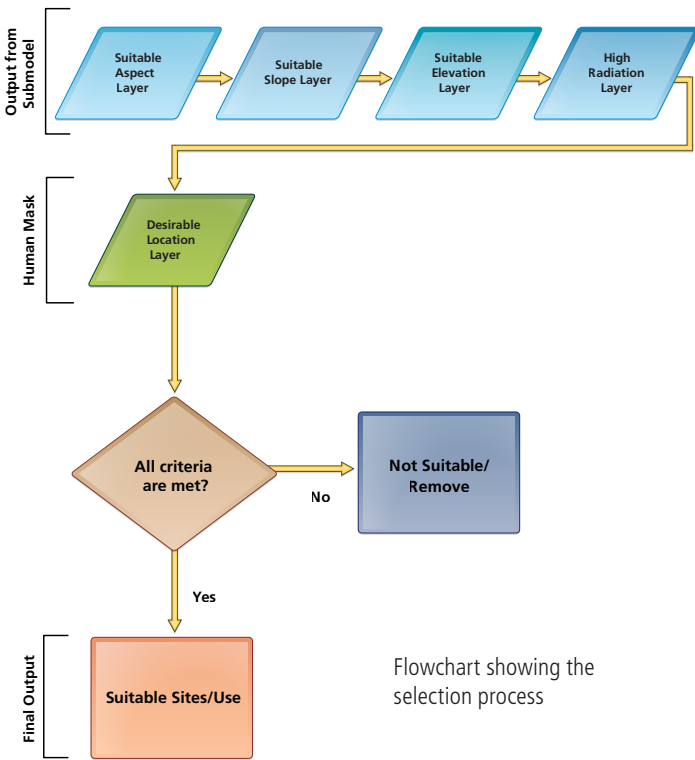 Output from
Submodel
Suitable
Aspect
Layer
Suitable
Slope Layer
Suitable
Elevation
Layer
High
Radiation
Layer
Human Mask
Desirable
Location
Layer
All criteria
are met?
No
Not Suitable/
Remove
Yes
Final Output
Suitable Sites/Use
Flowchart showing the
selection process